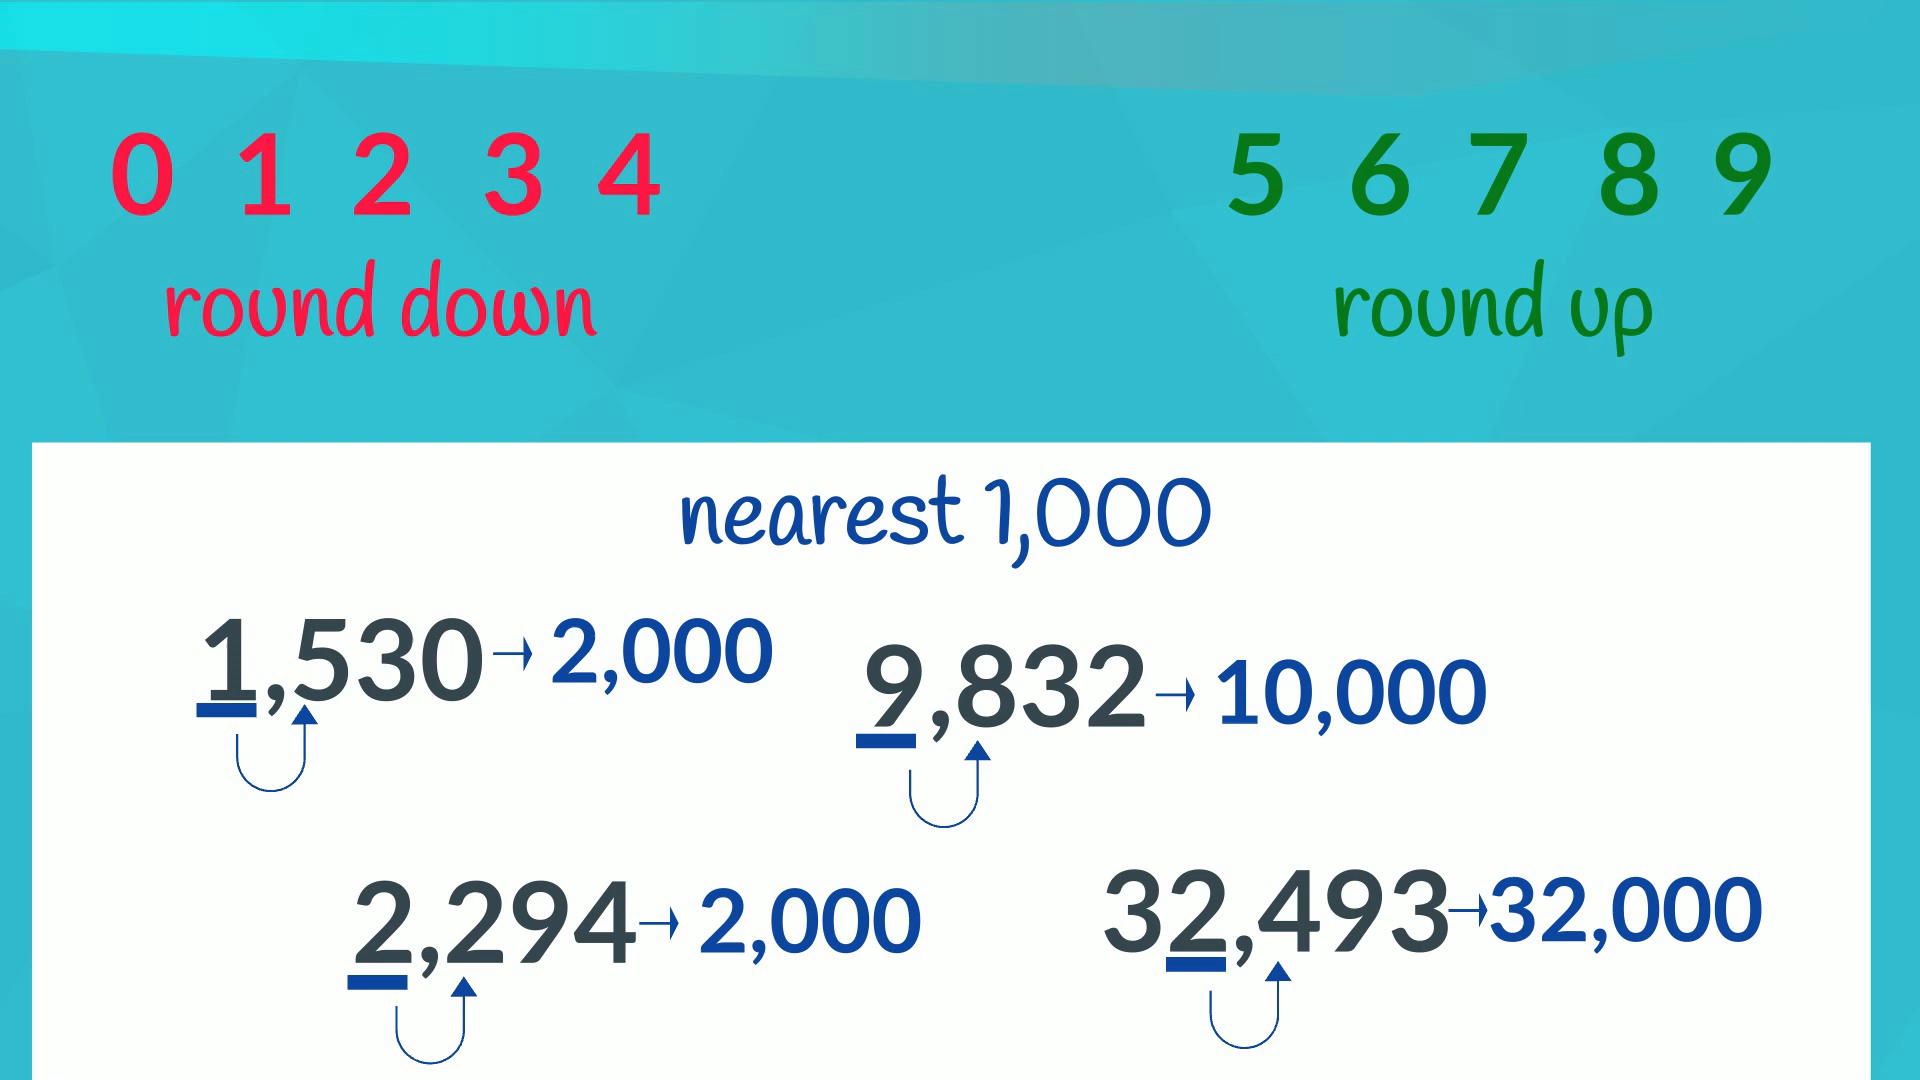 0 1 2 3 4
round down
5 6 7 8 9
round up
nearest 1,000
1,530→2,000
9,832→10,000
2,294→2,000
32,493→32,000